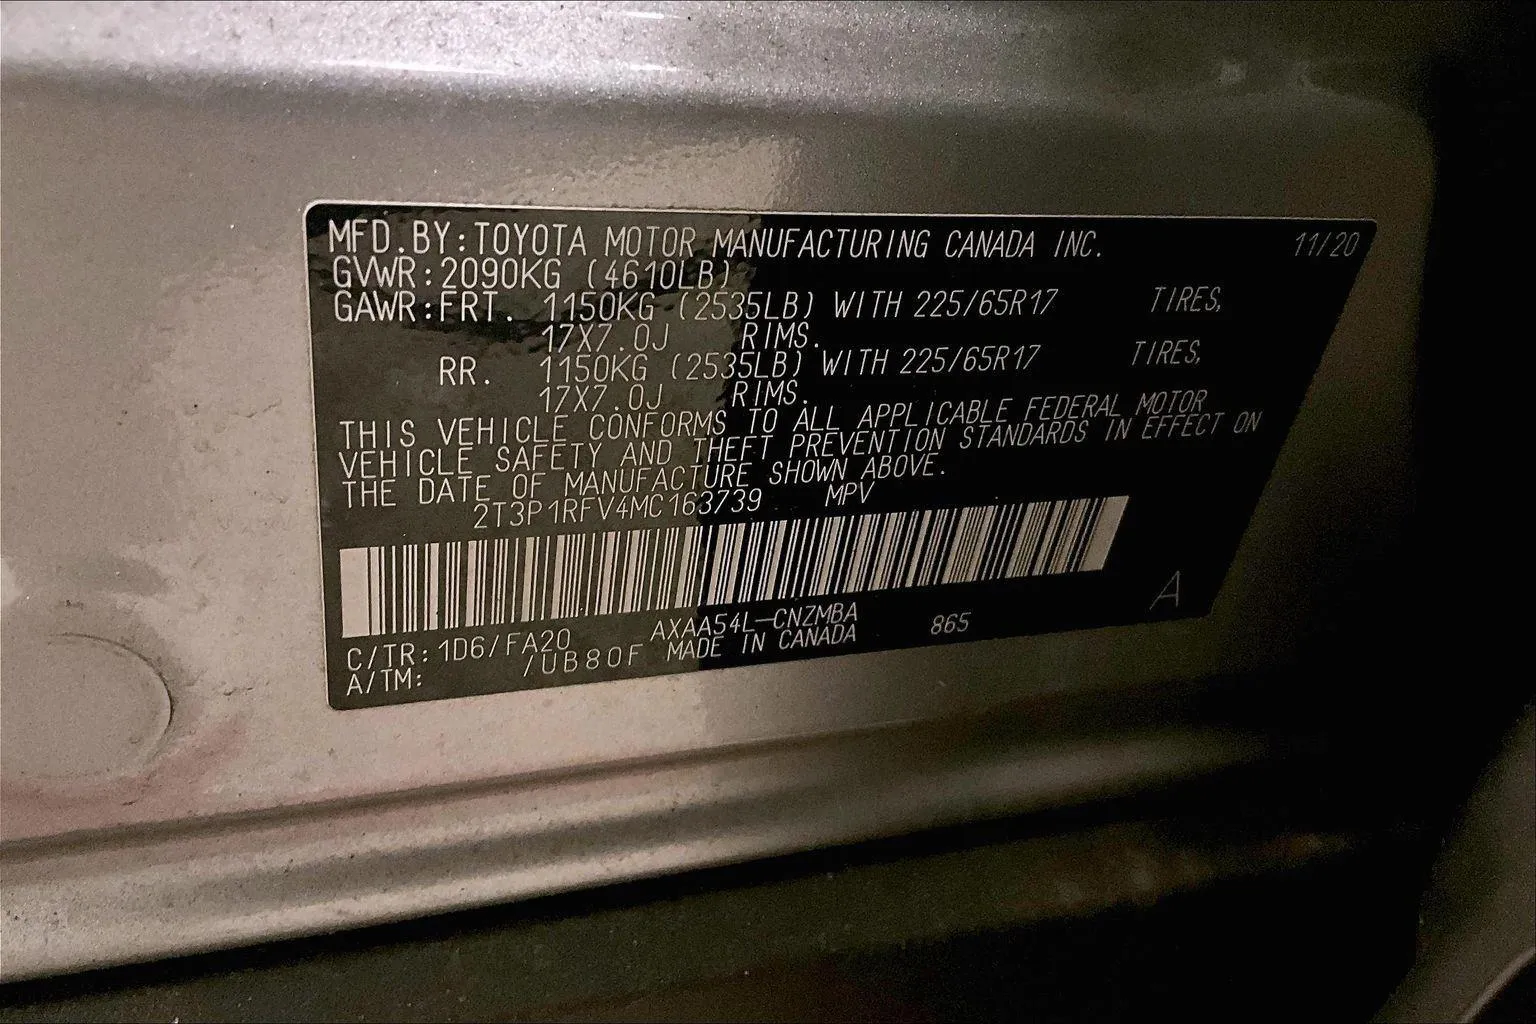 MFD.BY:TOYOTA MOTOR MANUFACTURING CANADA INC. 11/20
GVWR:2090KG (4610LB)
GAWR:FRT. 1150KG (2535LB) WITH 225/65R17 TIRES,
17X7.0J RIMS.
RR. 1150KG (2535LB) WITH 225/65R17 TIRES,
17X7.0J RIMS.
THIS VEHICLE CONFORMS TO ALL APPLICABLE FEDERAL MOTOR
VEHICLE SAFETY AND THEFT PREVENTION STANDARDS IN EFFECT ON
THE DATE OF MANUFACTURE SHOWN ABOVE.
2T3P1RFV4MC163739 MPV
A
C/TR:1D6/FA20 AXAA54L-CNZMBA 865
A/TM: /UB80F MADE IN CANADA